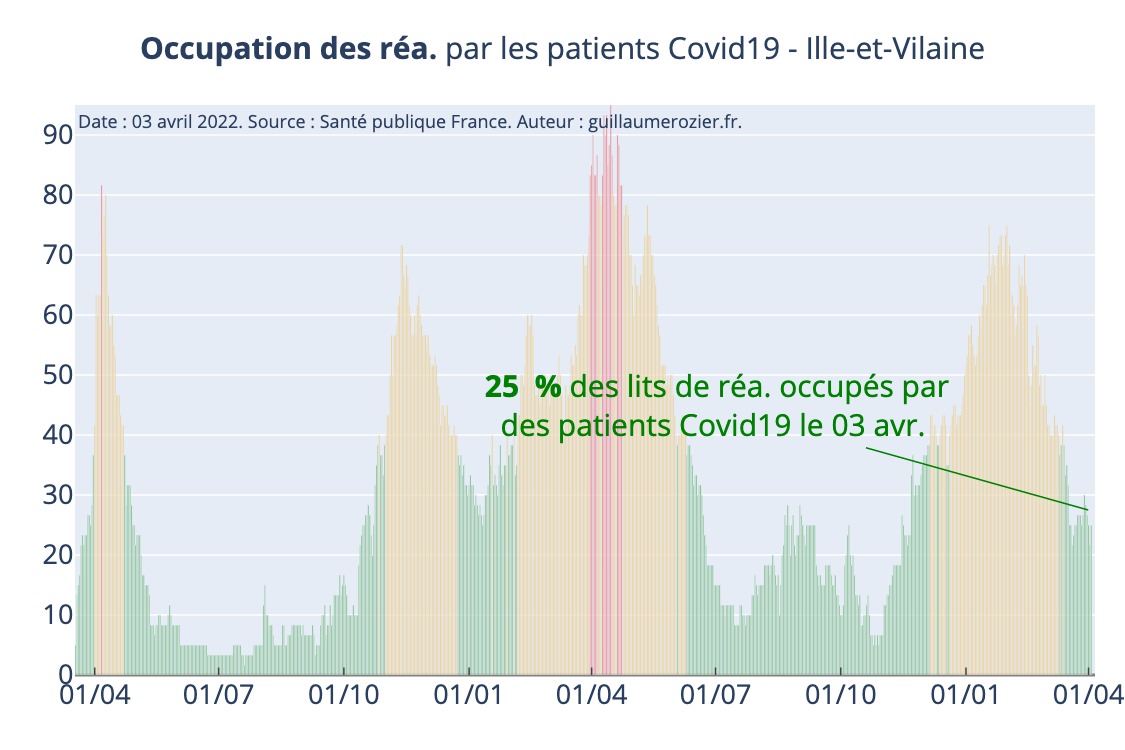 Occupation des réa. par les patients Covid19 - Ille-et-Vilaine
Date : 03 avril 2022. Source : Santé publique France. Auteur : guillaumerozier.fr.
90
80
70
60
50
40
30
20
10
0
25 % des lits de réa. occupés par
des patients Covid19 le 03 avr.
01/04 01/07 01/10 01/01 01/04 01/07 01/10 01/01 01/04